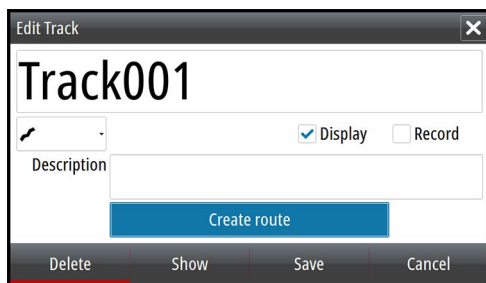 Edit Track
Track001
Display Record
Description
Create route
Delete Show Save Cancel